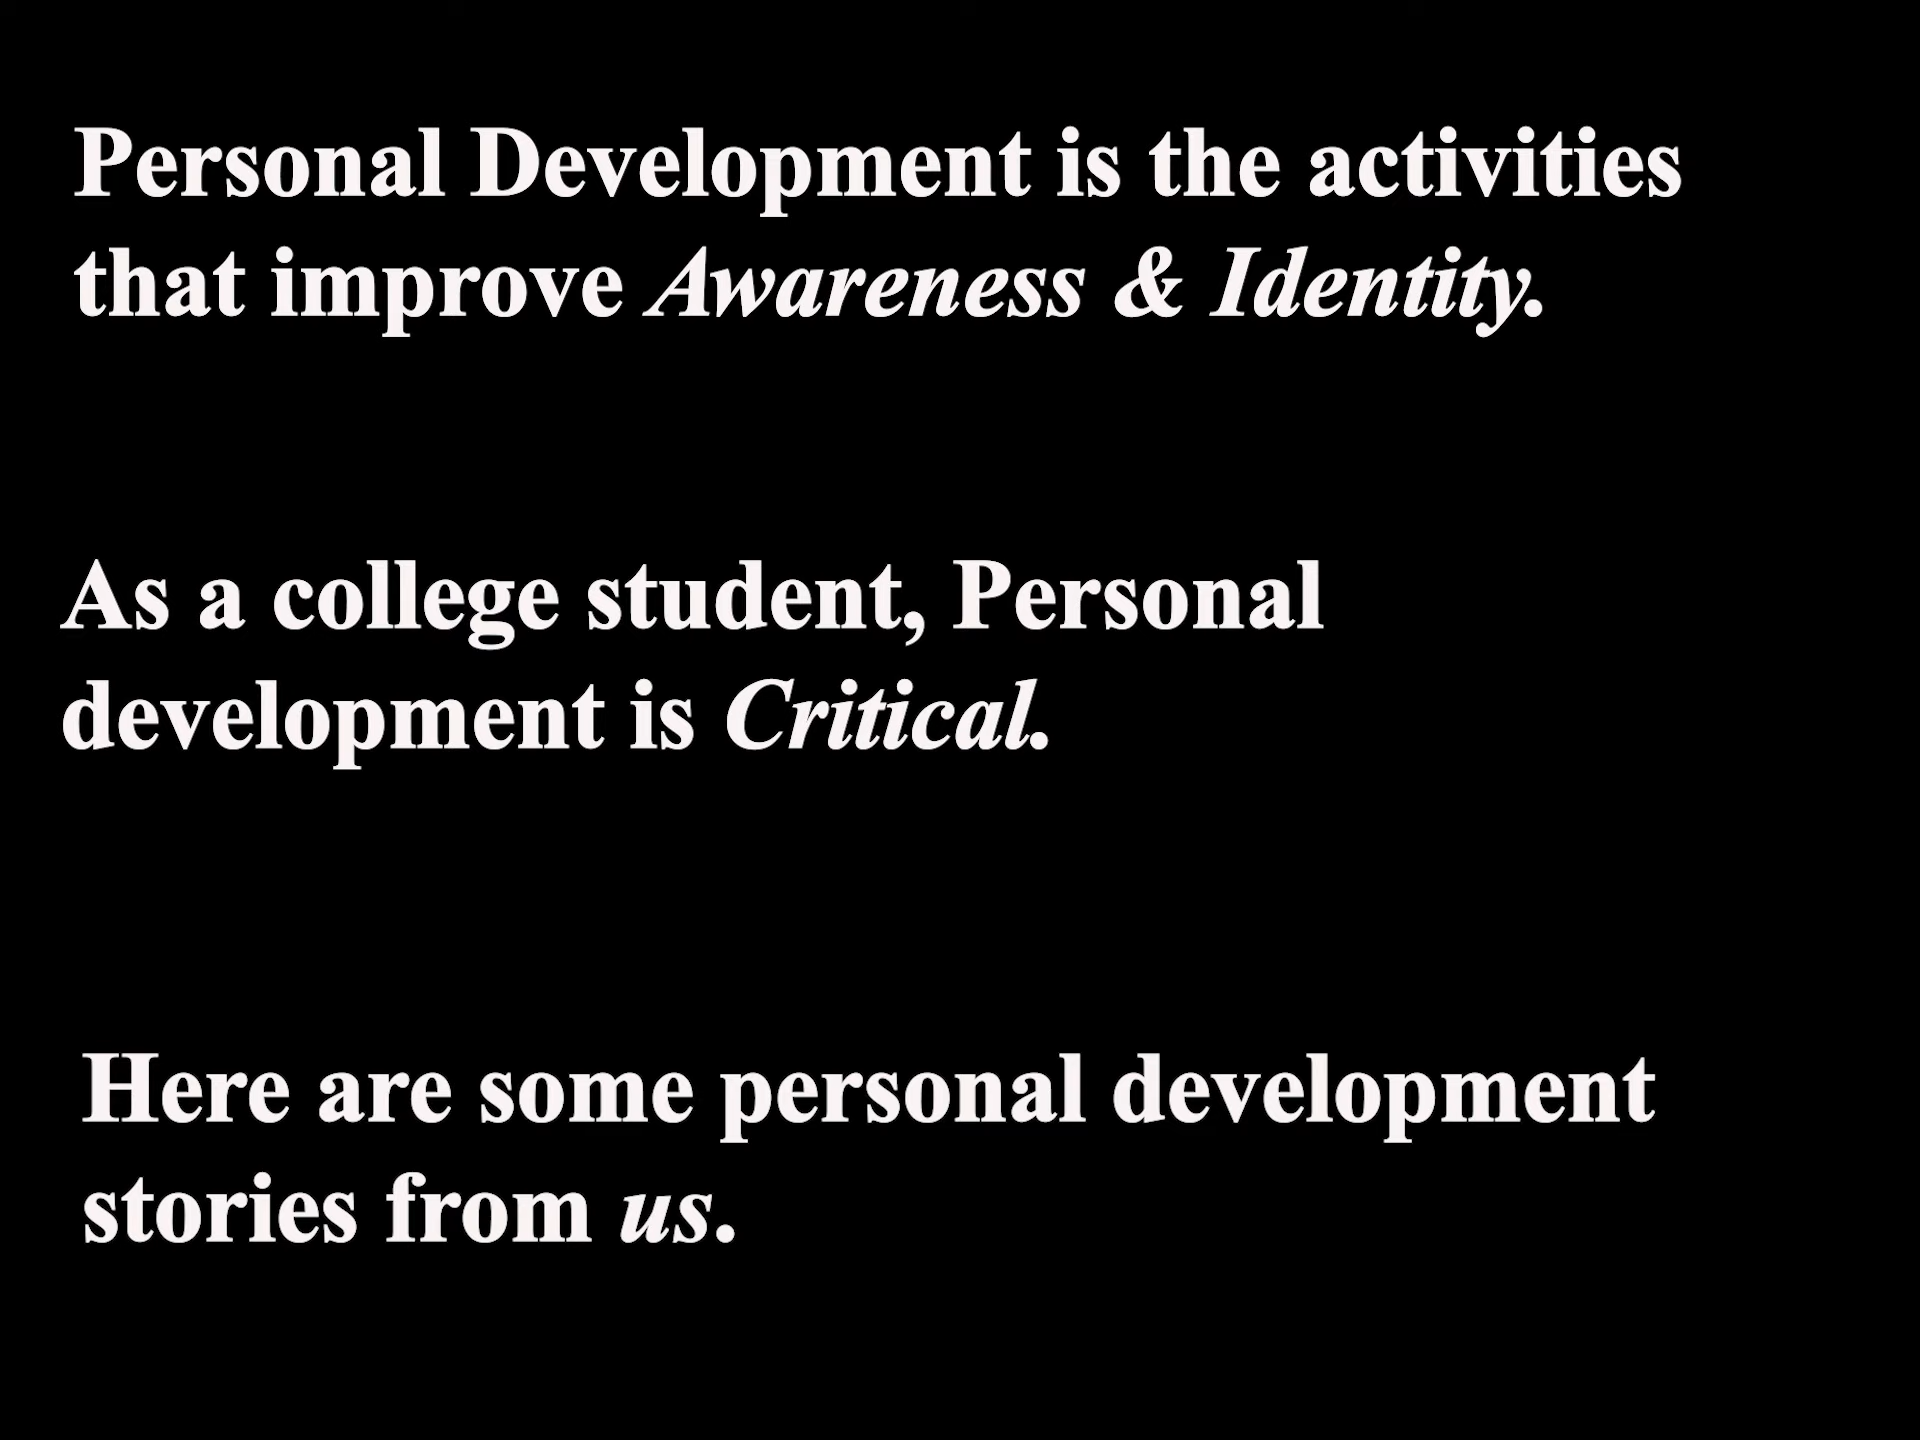 Personal Development is the activities
that improve Awareness & Identity.
As a college student, Personal
development is Critical.
Here are some personal development
stories from us.